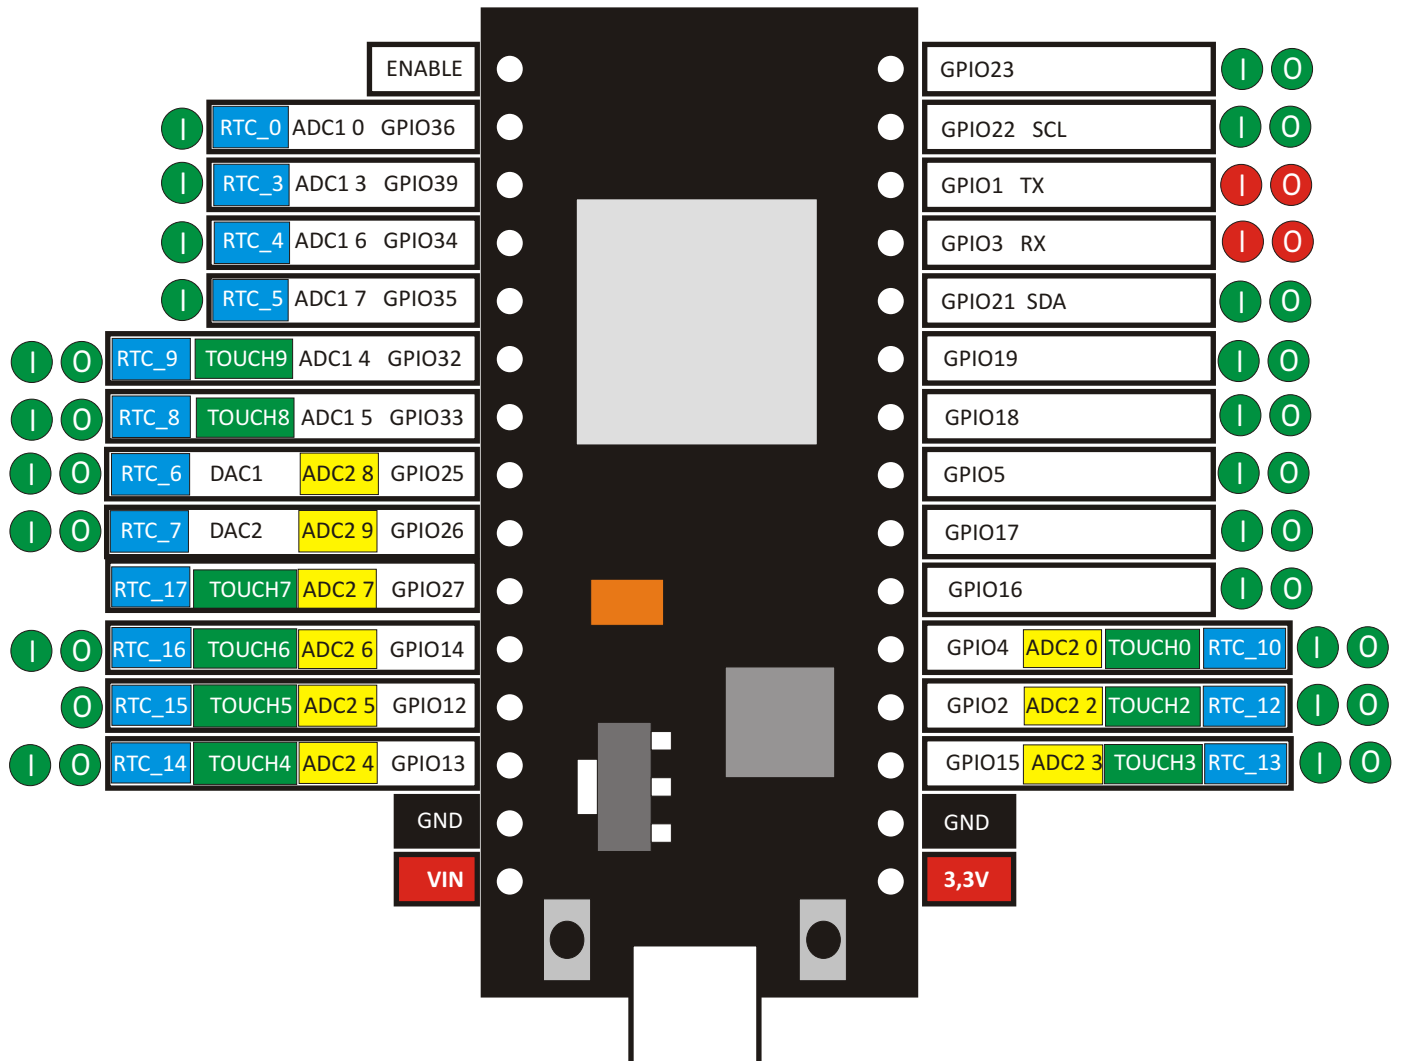 ENABLE GPIO23 I O
I RTC_0 ADC1 0 GPIO36 GPIO22 SCL I O
I RTC_3 ADC1 3 GPIO39 GPIO1 TX I O
I RTC_4 ADC1 6 GPIO34 GPIO3 RX I O
I RTC_5 ADC1 7 GPIO35 GPIO21 SDA I O
I O RTC_9 TOUCH9 ADC1 4 GPIO32 GPIO19 I O
I O RTC_8 TOUCH8 ADC1 5 GPIO33 GPIO18 I O
I O RTC_6 DAC1 ADC2 8 GPIO25 GPIO5 I O
I O RTC_7 DAC2 ADC2 9 GPIO26 GPIO17 I O
RTC_17 TOUCH7 ADC2 7 GPIO27 GPIO16 I O
I O RTC_16 TOUCH6 ADC2 6 GPIO14 GPIO4 ADC2 0 TOUCH0 RTC_10 I O
O RTC_15 TOUCH5 ADC2 5 GPIO12 GPIO2 ADC2 2 TOUCH2 RTC_12 I O
I O RTC_14 TOUCH4 ADC2 4 GPIO13 GPIO15 ADC2 3 TOUCH3 RTC_13 I O
GND GND
VIN 3,3V